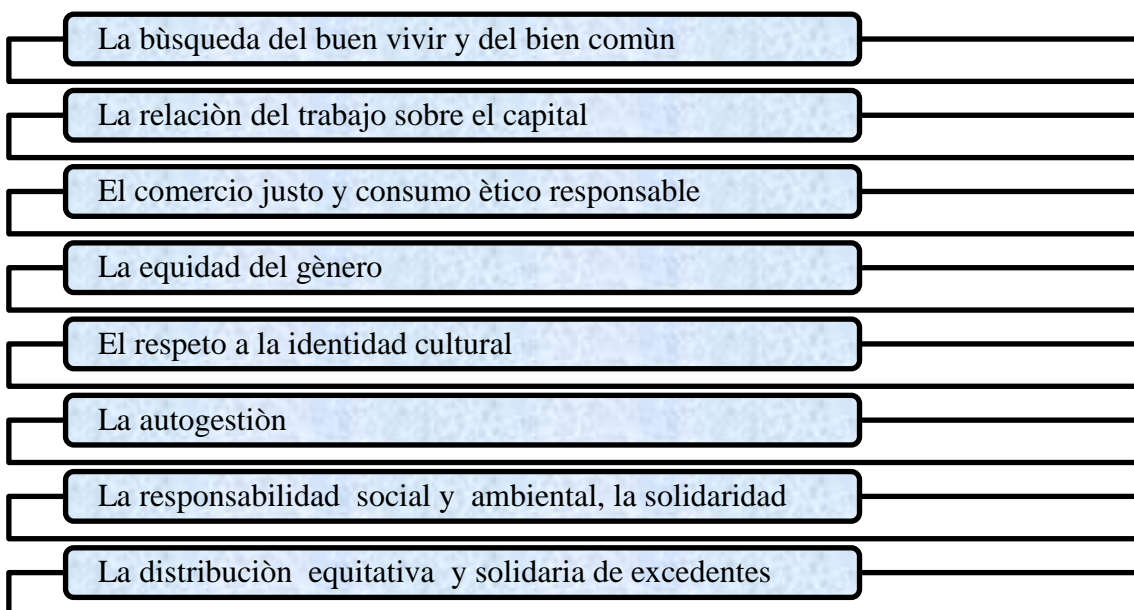 La bùsqueda del buen vivir y del bien comùn
La relaciòn del trabajo sobre el capital
El comercio justo y consumo ètico responsable
La equidad del gènero
El respeto a la identidad cultural
La autogestiòn
La responsabilidad  social y  ambiental, la solidaridad
La distribuciòn  equitativa  y solidaria de excedentes